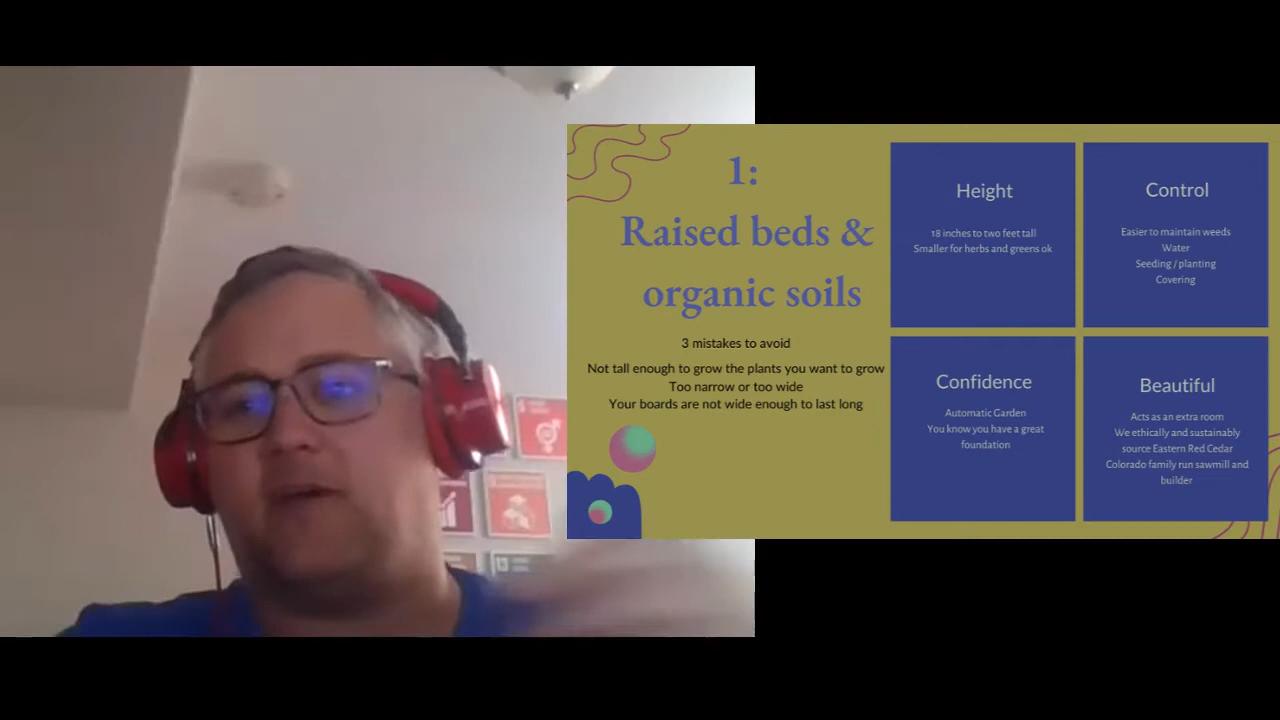 1:
Raised beds &
organic soils
3 mistakes to avoid
Not tall enough to grow the plants you want to grow
Too narrow or too wide
Your boards are not wide enough to last long
Height
18 inches to two feet tall
Smaller for herbs and greens ok
Control
Easier to maintain weeds
Water
Seeding / planting
Covering
Confidence
Automatic Garden
You know you have a great
foundation
Beautiful
Acts as an extra room
We ethically and sustainably
source Eastern Red Cedar
Colorado family run sawmill and
builder